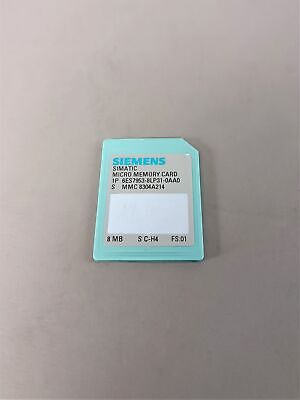 SIEMENS
SIMATIC
MICRO MEMORY CARD
1P 6ES7953-8LP31-0AA0
S MMC 8304A214
8 MB S C-H4 FS:01